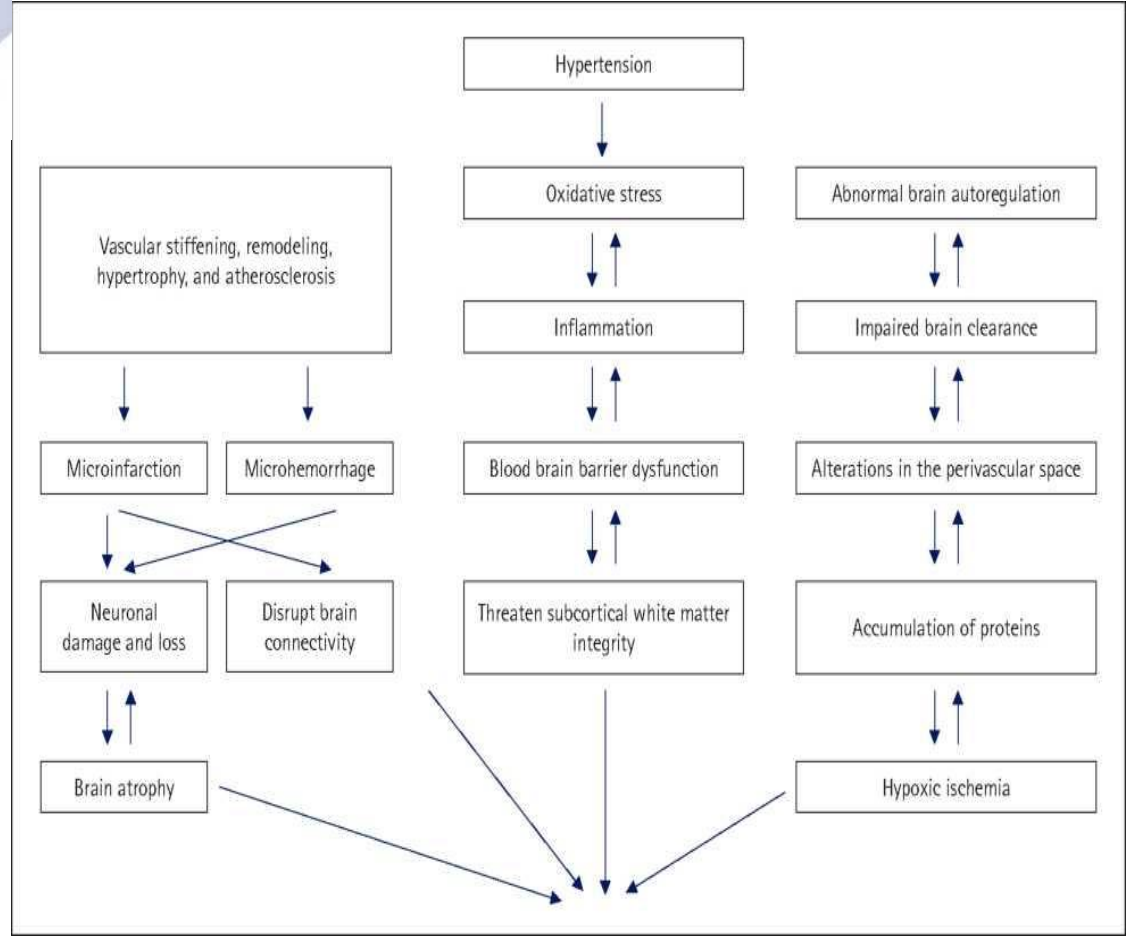 Hypertension
Oxidative stress
Abnormal brain autoregulation
Vascular stiffening, remodeling,
hypertrophy, and atherosclerosis
Inflammation
Impaired brain clearance
Microinfarction
Microhemorrhage
Blood brain barrier dysfunction
Alterations in the perivascular space
Neuronal
damage and loss
Disrupt brain
connectivity
Threaten subcortical white matter
integrity
Accumulation of proteins
Brain atrophy
Hypoxic ischemia